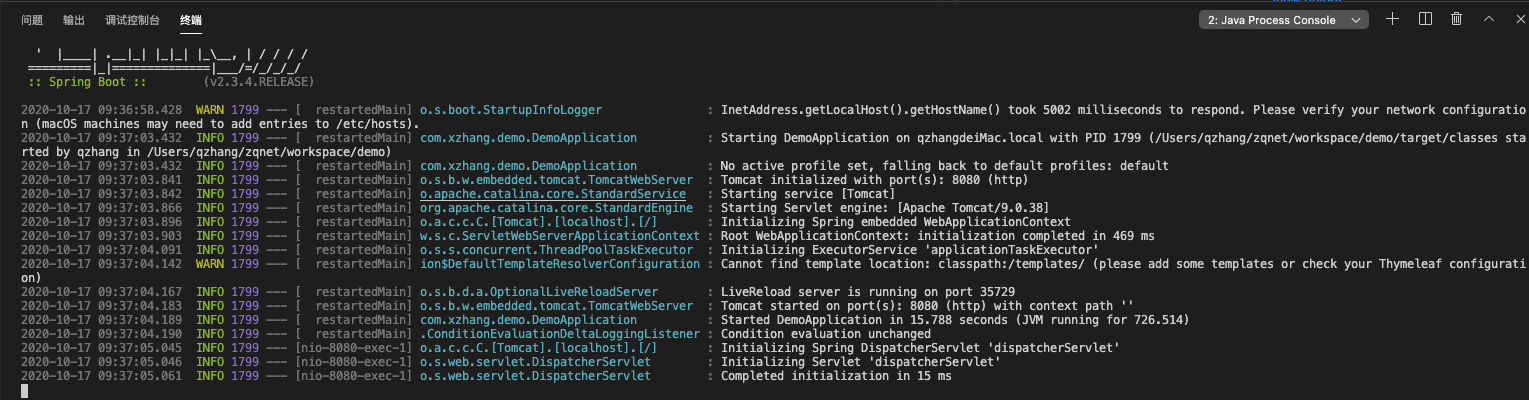 问题 输出 调试控制台 终端 2: Java Process Console
  '  |____| .__|_| |_|_| |_\__, | / / / /
 =========|_|==============|___/=/_/_/_/
 :: Spring Boot ::        (v2.3.4.RELEASE)
2020-10-17 09:36:58.428  WARN 1799 --- [  restartedMain] o.s.boot.StartupInfoLogger               : InetAddress.getLocalHost().getHostName() took 5002 milliseconds to respond. Please verify your network configuratio
n (macOS machines may need to add entries to /etc/hosts).
2020-10-17 09:37:03.432  INFO 1799 --- [  restartedMain] com.xzhang.demo.DemoApplication          : Starting DemoApplication on qzhangdeiMac.local with PID 1799 (/Users/qzhang/zqnet/workspace/demo/target/classes sta
rted by qzhang in /Users/qzhang/zqnet/workspace/demo)
2020-10-17 09:37:03.432  INFO 1799 --- [  restartedMain] com.xzhang.demo.DemoApplication          : No active profile set, falling back to default profiles: default
2020-10-17 09:37:03.841  INFO 1799 --- [  restartedMain] o.s.b.w.embedded.tomcat.TomcatWebServer  : Tomcat initialized with port(s): 8080 (http)
2020-10-17 09:37:03.842  INFO 1799 --- [  restartedMain] o.apache.catalina.core.StandardService   : Starting service [Tomcat]
2020-10-17 09:37:03.866  INFO 1799 --- [  restartedMain] org.apache.catalina.core.StandardEngine  : Starting Servlet engine: [Apache Tomcat/9.0.38]
2020-10-17 09:37:03.896  INFO 1799 --- [  restartedMain] o.a.c.c.C.[Tomcat].[localhost].[/]       : Initializing Spring embedded WebApplicationContext
2020-10-17 09:37:03.903  INFO 1799 --- [  restartedMain] w.s.c.ServletWebServerApplicationContext : Root WebApplicationContext: initialization completed in 469 ms
2020-10-17 09:37:04.091  INFO 1799 --- [  restartedMain] o.s.s.concurrent.ThreadPoolTaskExecutor  : Initializing ExecutorService 'applicationTaskExecutor'
2020-10-17 09:37:04.142  WARN 1799 --- [  restartedMain] ion$DefaultTemplateResolverConfiguration : Cannot find template location: classpath:/templates/ (please add some templates or check your Thymeleaf configurati
on)
2020-10-17 09:37:04.167  INFO 1799 --- [  restartedMain] o.s.b.d.a.OptionalLiveReloadServer       : LiveReload server is running on port 35729
2020-10-17 09:37:04.183  INFO 1799 --- [  restartedMain] o.s.b.w.embedded.tomcat.TomcatWebServer  : Tomcat started on port(s): 8080 (http) with context path ''
2020-10-17 09:37:04.189  INFO 1799 --- [  restartedMain] com.xzhang.demo.DemoApplication          : Started DemoApplication in 15.788 seconds (JVM running for 726.514)
2020-10-17 09:37:04.190  INFO 1799 --- [  restartedMain] .ConditionEvaluationDeltaLoggingListener : Condition evaluation unchanged
2020-10-17 09:37:05.045  INFO 1799 --- [nio-8080-exec-1] o.a.c.c.C.[Tomcat].[localhost].[/]       : Initializing Spring DispatcherServlet 'dispatcherServlet'
2020-10-17 09:37:05.046  INFO 1799 --- [nio-8080-exec-1] o.s.web.servlet.DispatcherServlet        : Initializing Servlet 'dispatcherServlet'
2020-10-17 09:37:05.061  INFO 1799 --- [nio-8080-exec-1] o.s.web.servlet.DispatcherServlet        : Completed initialization in 15 ms